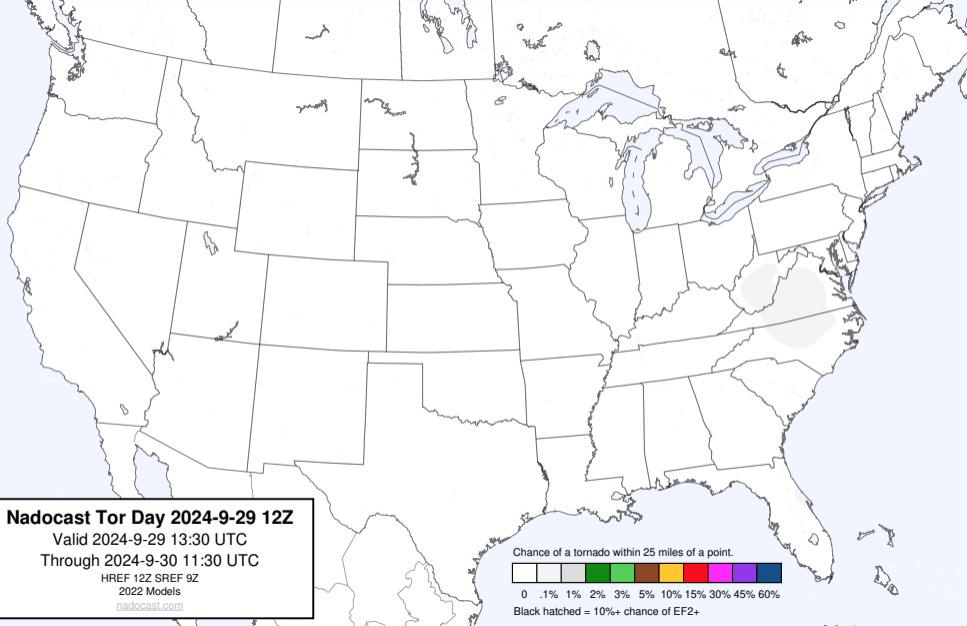 Nadocast Tor Day 2024-9-29 12Z
Valid 2024-9-29 13:30 UTC
Through 2024-9-30 11:30 UTC
HREF 12Z SREF 9Z
2022 Models
nadocast.com
Chance of a tornado within 25 miles of a point.
0 .1% 1% 2% 3% 5% 10% 15% 30% 45% 60%
Black hatched = 10%+ chance of EF2+